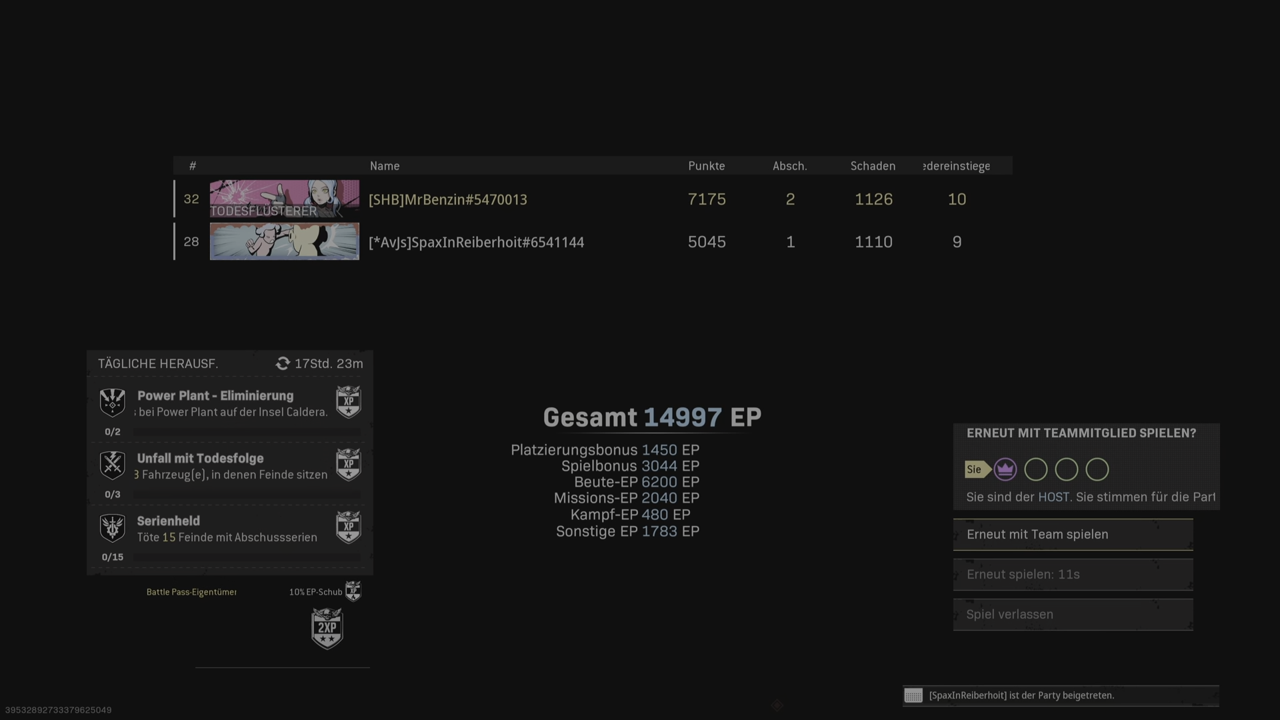 # Name Punkte Absch. Schaden edereinstiege
32 TODESFLÜSTERER [SHB]MrBenzin#5470013 7175 2 1126 10
28 [*AvJs]SpaxInReiberhoit#6541144 5045 1 1110 9
TÄGLICHE HERAUSF. 17Std. 23m
Power Plant - Eliminierung
s bei Power Plant auf der Insel Caldera.
XP
0/2
Unfall mit Todesfolge
3 Fahrzeug(e), in denen Feinde sitzen
XP
0/3
Serienheld
Töte 15 Feinde mit Abschussserien
XP
0/15
Battle Pass-Eigentümer 10% EP-Schub XP
2XP
Gesamt 14997 EP
Platzierungsbonus 1450 EP
Spielbonus 3044 EP
Beute-EP 6200 EP
Missions-EP 2040 EP
Kampf-EP 480 EP
Sonstige EP 1783 EP
ERNEUT MIT TEAMMITGLIED SPIELEN?
Sie
Sie sind der HOST. Sie stimmen für die Part
Erneut mit Team spielen
Erneut spielen: 11s
Spiel verlassen
[SpaxInReiberhoit] ist der Party beigetreten.
39532892733379625049